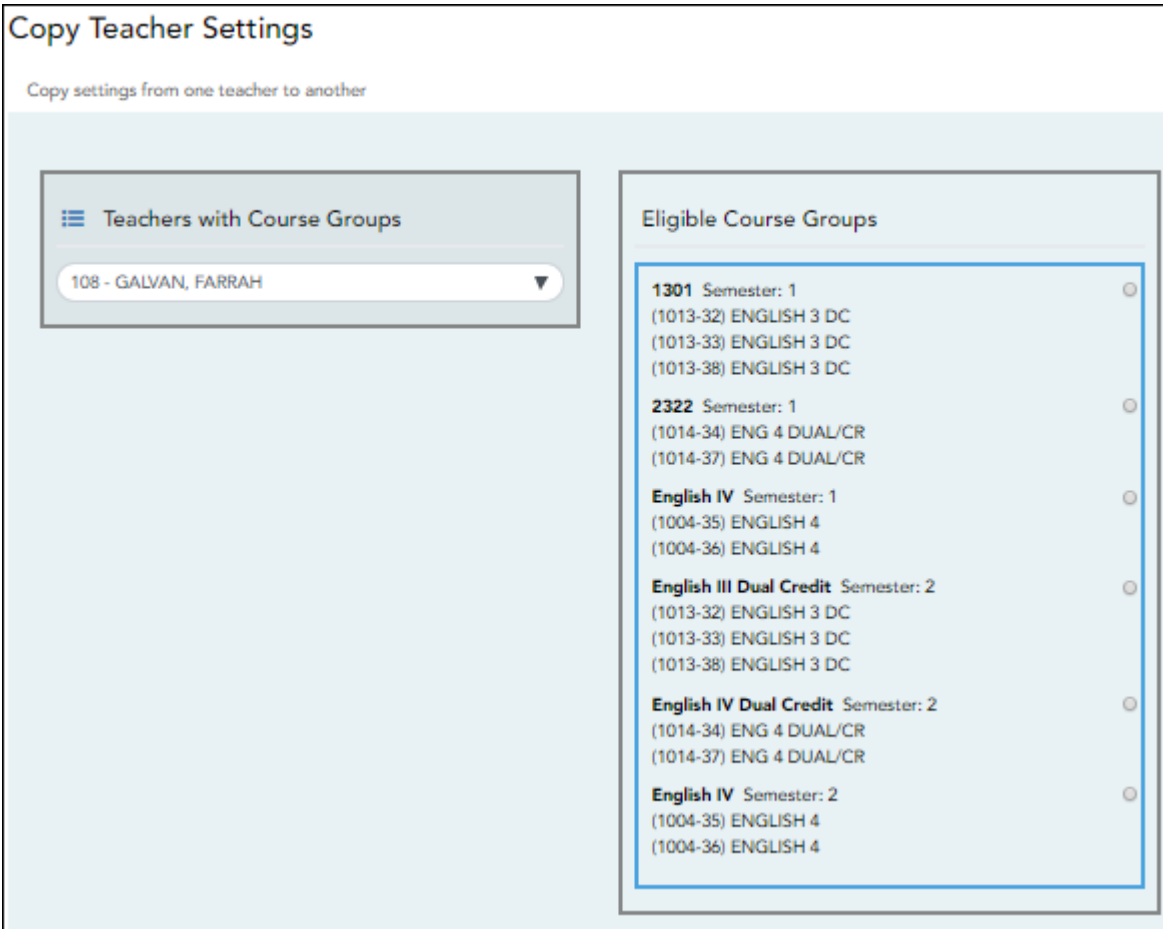 Copy Teacher Settings
Copy settings from one teacher to another
Teachers with Course Groups
108 - GALVAN, FARRAH
Eligible Course Groups
1301 Semester: 1
(1013-32) ENGLISH 3 DC
(1013-33) ENGLISH 3 DC
(1013-38) ENGLISH 3 DC
2322 Semester: 1
(1014-34) ENG 4 DUAL/CR
(1014-37) ENG 4 DUAL/CR
English IV Semester: 1
(1004-35) ENGLISH 4
(1004-36) ENGLISH 4
English III Dual Credit Semester: 2
(1013-32) ENGLISH 3 DC
(1013-33) ENGLISH 3 DC
(1013-38) ENGLISH 3 DC
English IV Dual Credit Semester: 2
(1014-34) ENG 4 DUAL/CR
(1014-37) ENG 4 DUAL/CR
English IV Semester: 2
(1004-35) ENGLISH 4
(1004-36) ENGLISH 4